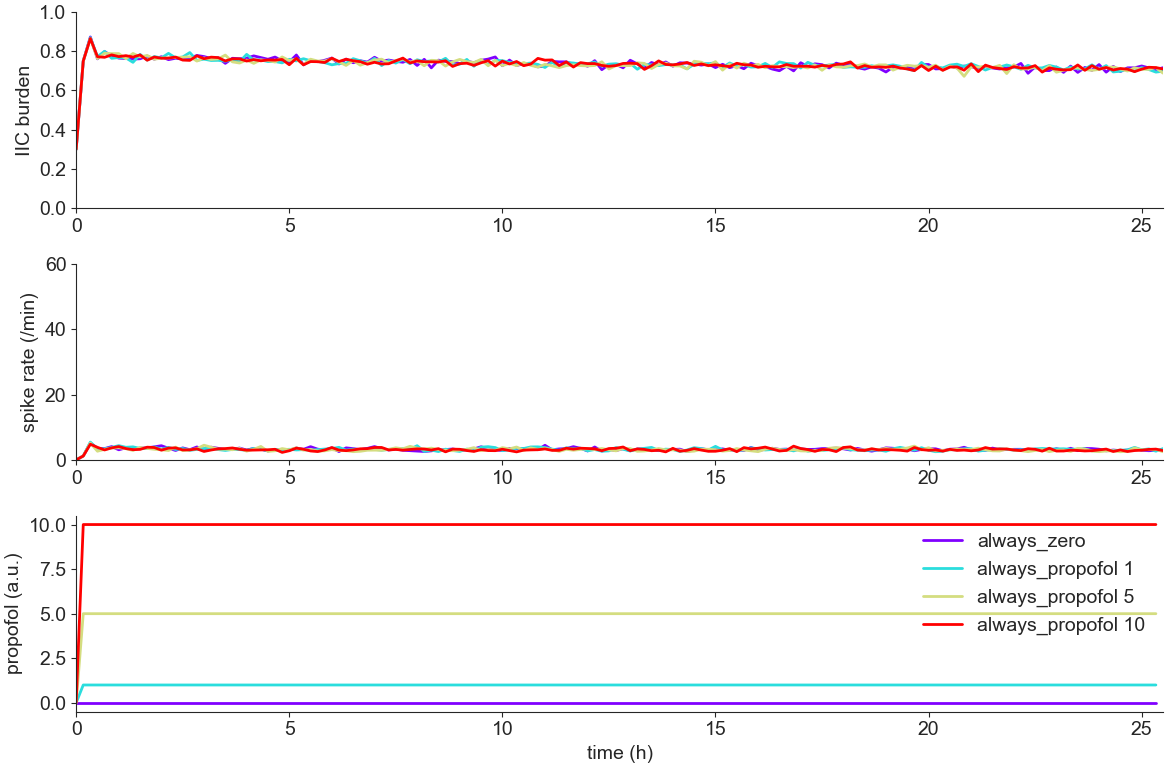 1.0
0.8
0.6
0.4
0.2
0.0
IIC burden
0 5 10 15 20 25
60
40
20
0
spike rate (/min)
0 5 10 15 20 25
10.0
7.5
5.0
2.5
0.0
propofol (a.u.)
always_zero
always_propofol 1
always_propofol 5
always_propofol 10
0 5 10 15 20 25
time (h)